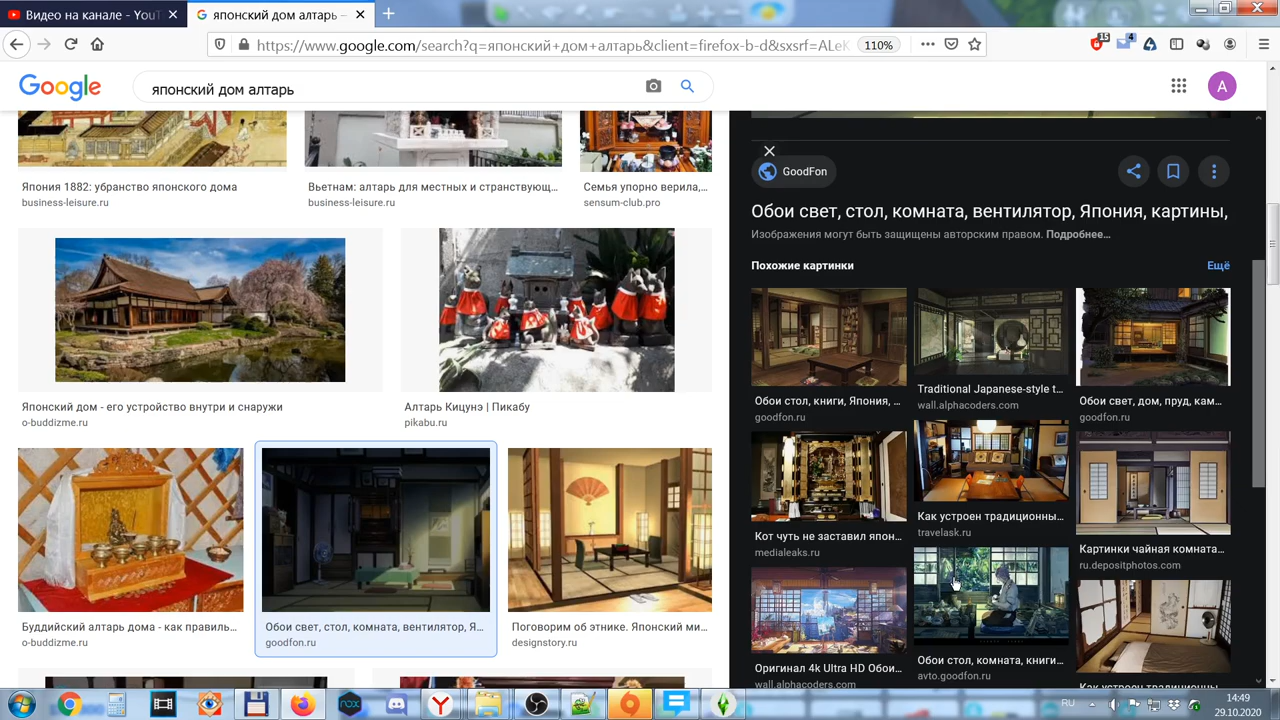 Видео на канале - YouT
японский дом алтарь –
https://www.google.com/search?q=японский+дом+алтарь&client=firefox-b-d&sxsrf=ALeK
110%
15
4
Google
японский дом алтарь
A
Япония 1882: убранство японского дома
business-leisure.ru
Вьетнам: алтарь для местных и странствующ...
business-leisure.ru
Семья упорно верила,...
sensum-club.pro
Японский дом - его устройство внутри и снаружи
o-buddizme.ru
Алтарь Кицунэ | Пикабу
pikabu.ru
Буддийский алтарь дома - как правиль...
o-buddizme.ru
Обои свет, стол, комната, вентилятор, Я...
goodfon.ru
Поговорим об этнике. Японский ми...
designstory.ru
GoodFon
Обои свет, стол, комната, вентилятор, Япония, картины,
Изображения могут быть защищены авторским правом. Подробнее...
Похожие картинки
Ещё
Обои стол, книги, Япония, ...
goodfon.ru
Traditional Japanese-style t...
wall.alphacoders.com
Обои свет, дом, пруд, кам...
goodfon.ru
Кот чуть не заставил япон...
medialeaks.ru
Как устроен традиционны...
travelask.ru
Картинки чайная комната...
ru.depositphotos.com
Оригинал 4k Ultra HD Обои...
wall.alphacoders.com
Обои стол, комната, книги...
avto.goodfon.ru
Как устроен традиционны...
RU
14:49
29.10.2020